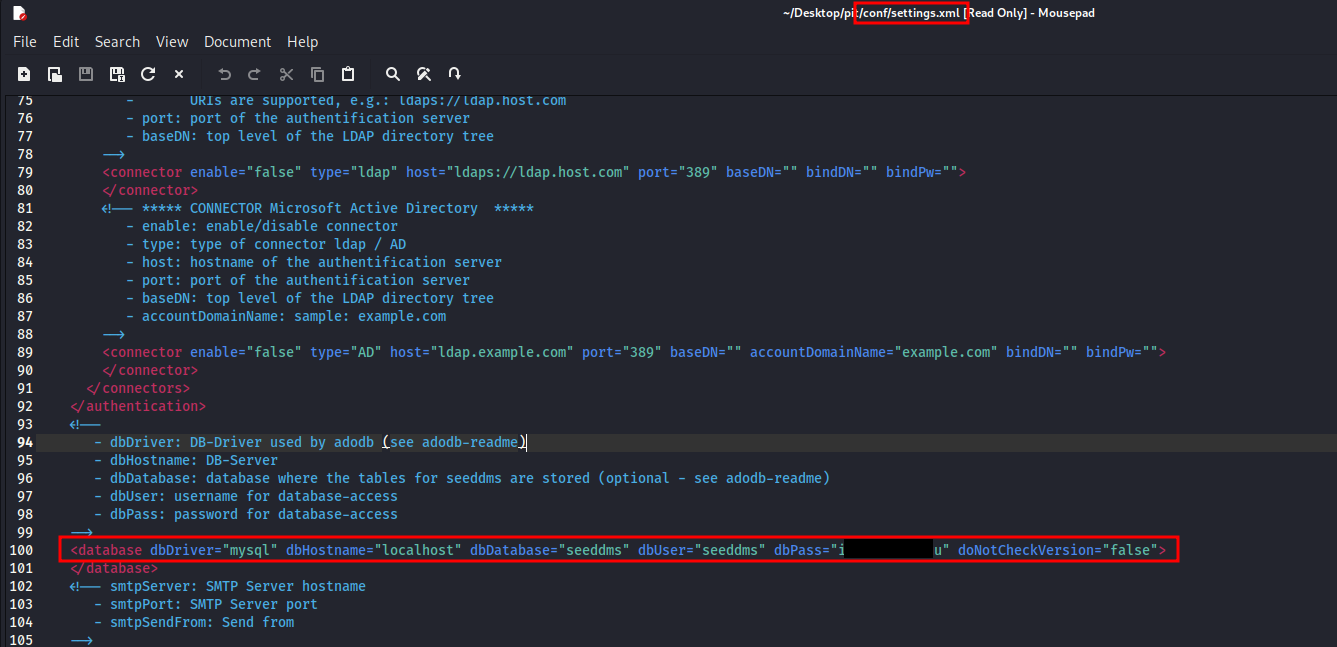 ~/Desktop/pit/conf/settings.xml [Read Only] - Mousepad
File Edit Search View Document Help
75 - URIs are supported, e.g.: ldaps://ldap.host.com
76 - port: port of the authentification server
77 - baseDN: top level of the LDAP directory tree
78 -->
79 <connector enable="false" type="ldap" host="ldaps://ldap.host.com" port="389" baseDN="" bindDN="" bindPw="">
80 </connector>
81 <!-- ***** CONNECTOR Microsoft Active Directory *****
82 - enable: enable/disable connector
83 - type: type of connector ldap / AD
84 - host: hostname of the authentification server
85 - port: port of the authentification server
86 - baseDN: top level of the LDAP directory tree
87 - accountDomainName: sample: example.com
88 -->
89 <connector enable="false" type="AD" host="ldap.example.com" port="389" baseDN="" accountDomainName="example.com" bindDN="" bindPw="">
90 </connector>
91 </connectors>
92 </authentication>
93 <!--
94 - dbDriver: DB-Driver used by adodb (see adodb-readme)
95 - dbHostname: DB-Server
96 - dbDatabase: database where the tables for seeddms are stored (optional - see adodb-readme)
97 - dbUser: username for database-access
98 - dbPass: password for database-access
99 -->
100 <database dbDriver="mysql" dbHostname="localhost" dbDatabase="seeddms" dbUser="seeddms" dbPass="i u" doNotCheckVersion="false">
101 </database>
102 <!-- smtpServer: SMTP Server hostname
103 - smtpPort: SMTP Server port
104 - smtpSendFrom: Send from
105 -->